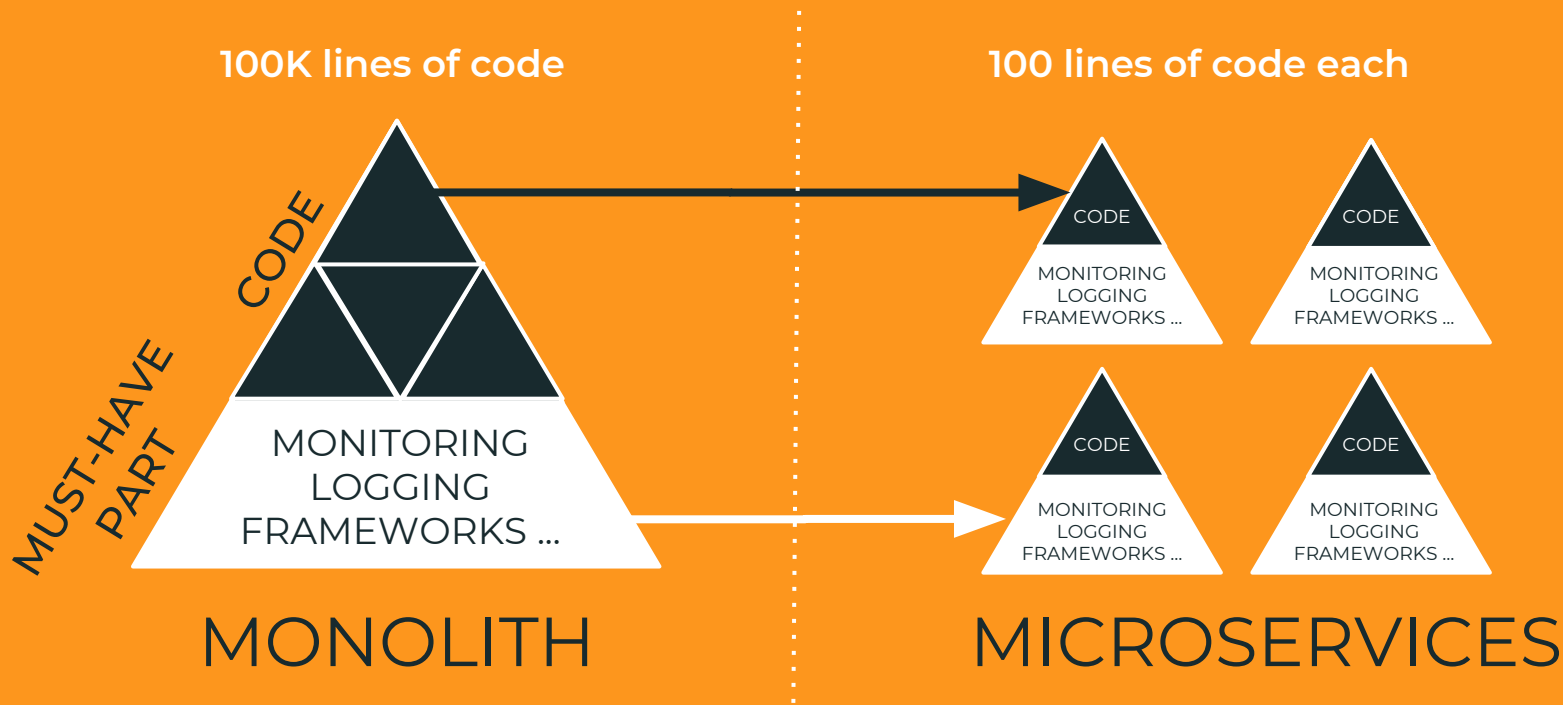 100K lines of code
CODE
MUST-HAVE
PART
MONITORING
LOGGING
FRAMEWORKS ...
MONOLITH
100 lines of code each
CODE
MONITORING
LOGGING
FRAMEWORKS ...
CODE
MONITORING
LOGGING
FRAMEWORKS ...
CODE
MONITORING
LOGGING
FRAMEWORKS ...
CODE
MONITORING
LOGGING
FRAMEWORKS ...
MICROSERVICES